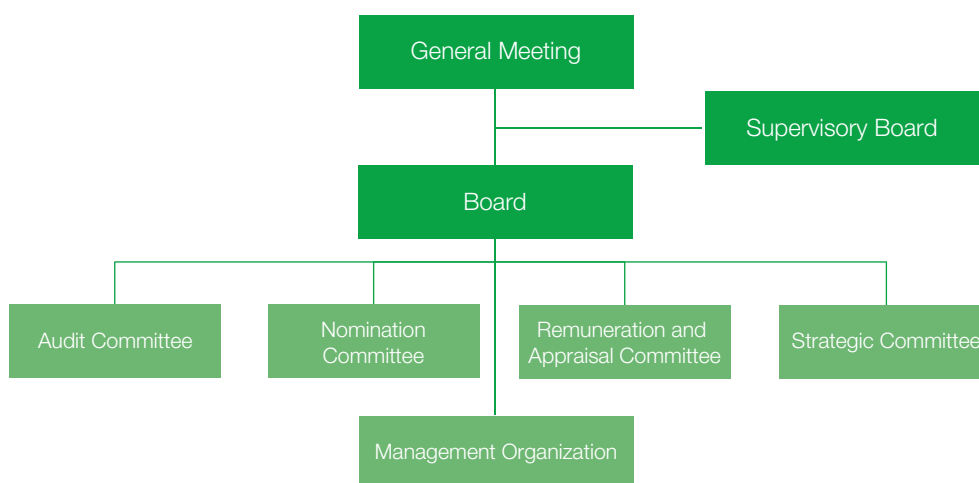 General Meeting
Supervisory Board
Board
Audit Committee
Nomination
Committee
Remuneration and
Appraisal Committee
Strategic Committee
Management Organization